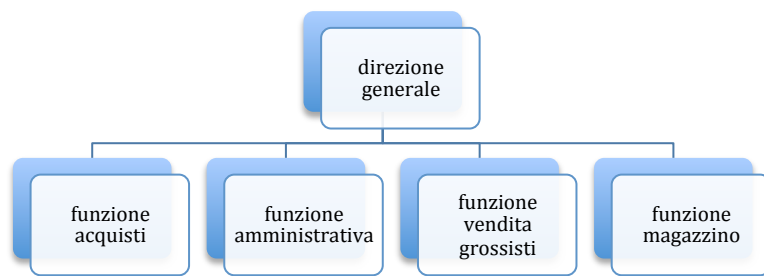 direzione
generale
funzione
acquisti
funzione
amministrativa
funzione
vendita
grossisti
funzione
magazzino